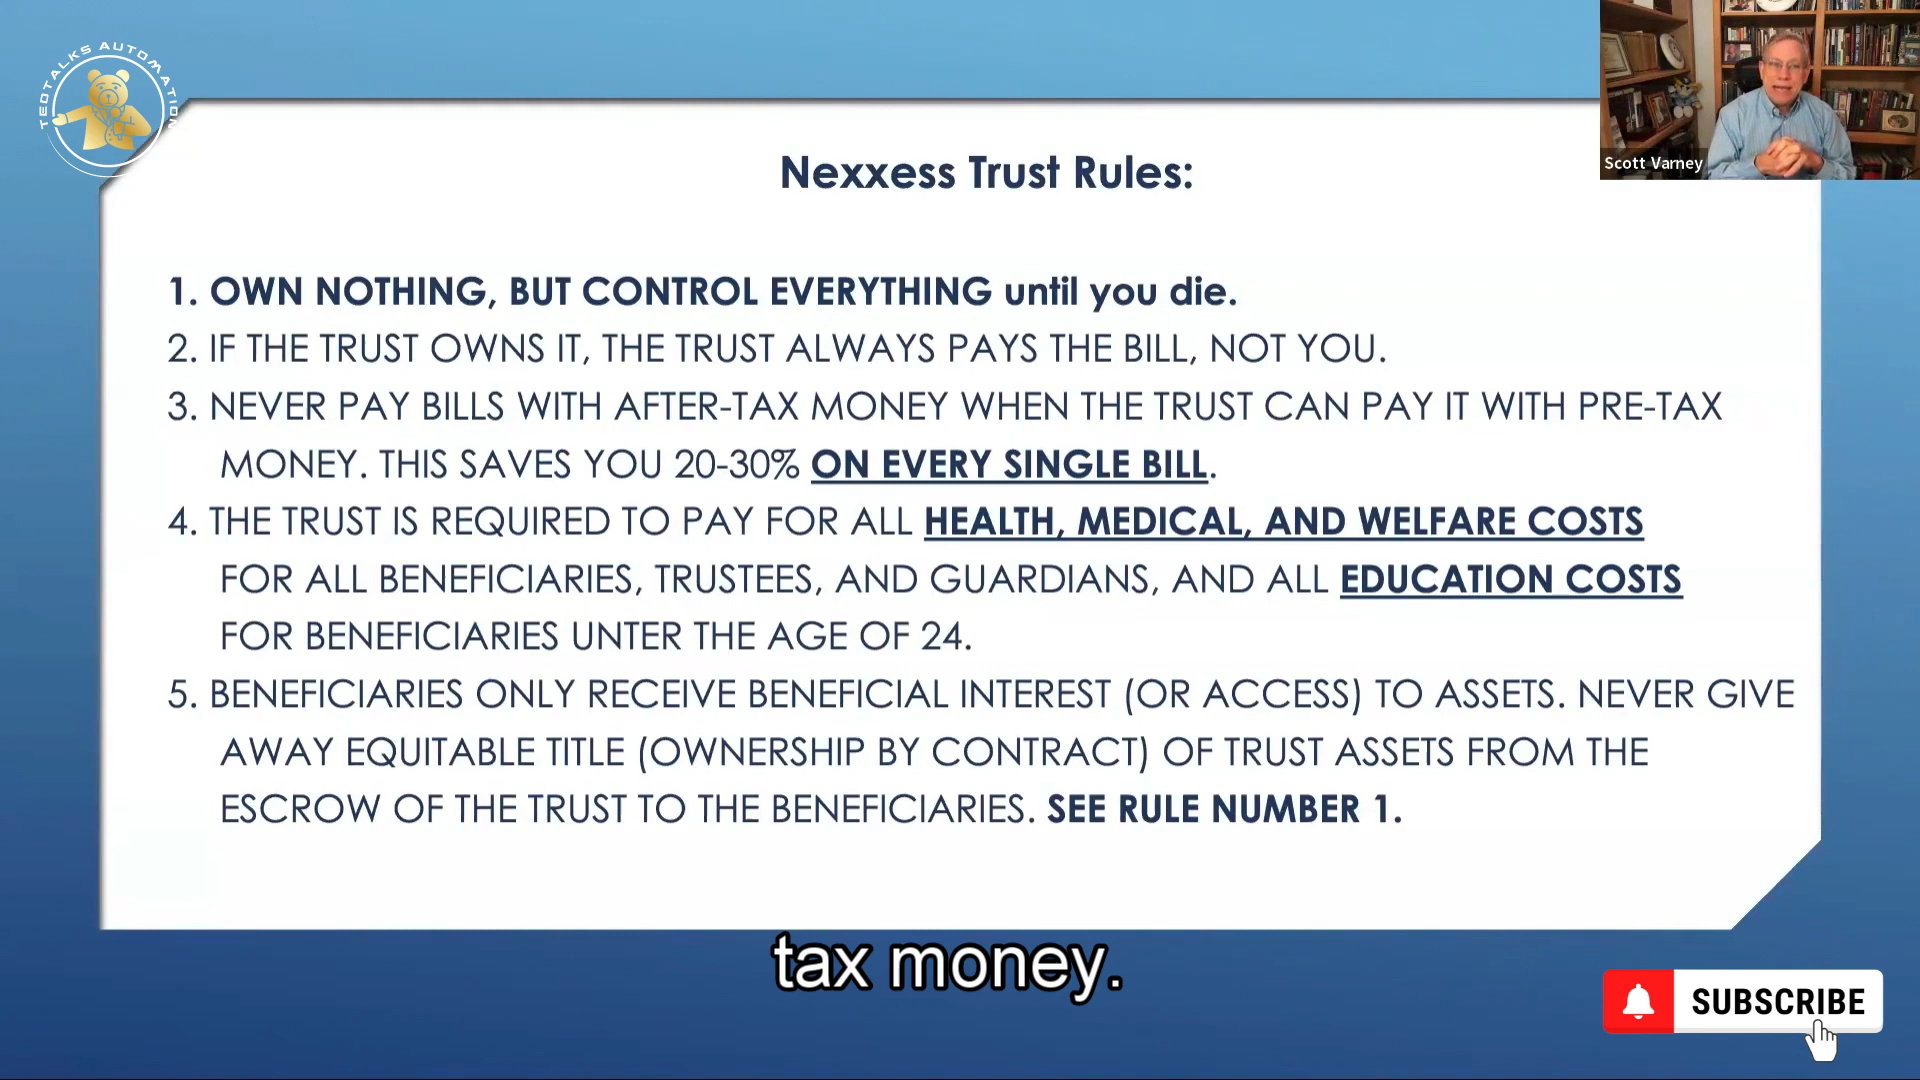 TEDTALKS AUTOMATION
Scott Varney
Nexxess Trust Rules:
1. OWN NOTHING, BUT CONTROL EVERYTHING until you die.
2. IF THE TRUST OWNS IT, THE TRUST ALWAYS PAYS THE BILL, NOT YOU.
3. NEVER PAY BILLS WITH AFTER-TAX MONEY WHEN THE TRUST CAN PAY IT WITH PRE-TAX
MONEY. THIS SAVES YOU 20-30% ON EVERY SINGLE BILL.
4. THE TRUST IS REQUIRED TO PAY FOR ALL HEALTH, MEDICAL, AND WELFARE COSTS
FOR ALL BENEFICIARIES, TRUSTEES, AND GUARDIANS, AND ALL EDUCATION COSTS
FOR BENEFICIARIES UNTER THE AGE OF 24.
5. BENEFICIARIES ONLY RECEIVE BENEFICIAL INTEREST (OR ACCESS) TO ASSETS. NEVER GIVE
AWAY EQUITABLE TITLE (OWNERSHIP BY CONTRACT) OF TRUST ASSETS FROM THE
ESCROW OF THE TRUST TO THE BENEFICIARIES. SEE RULE NUMBER 1.
tax money.
SUBSCRIBE